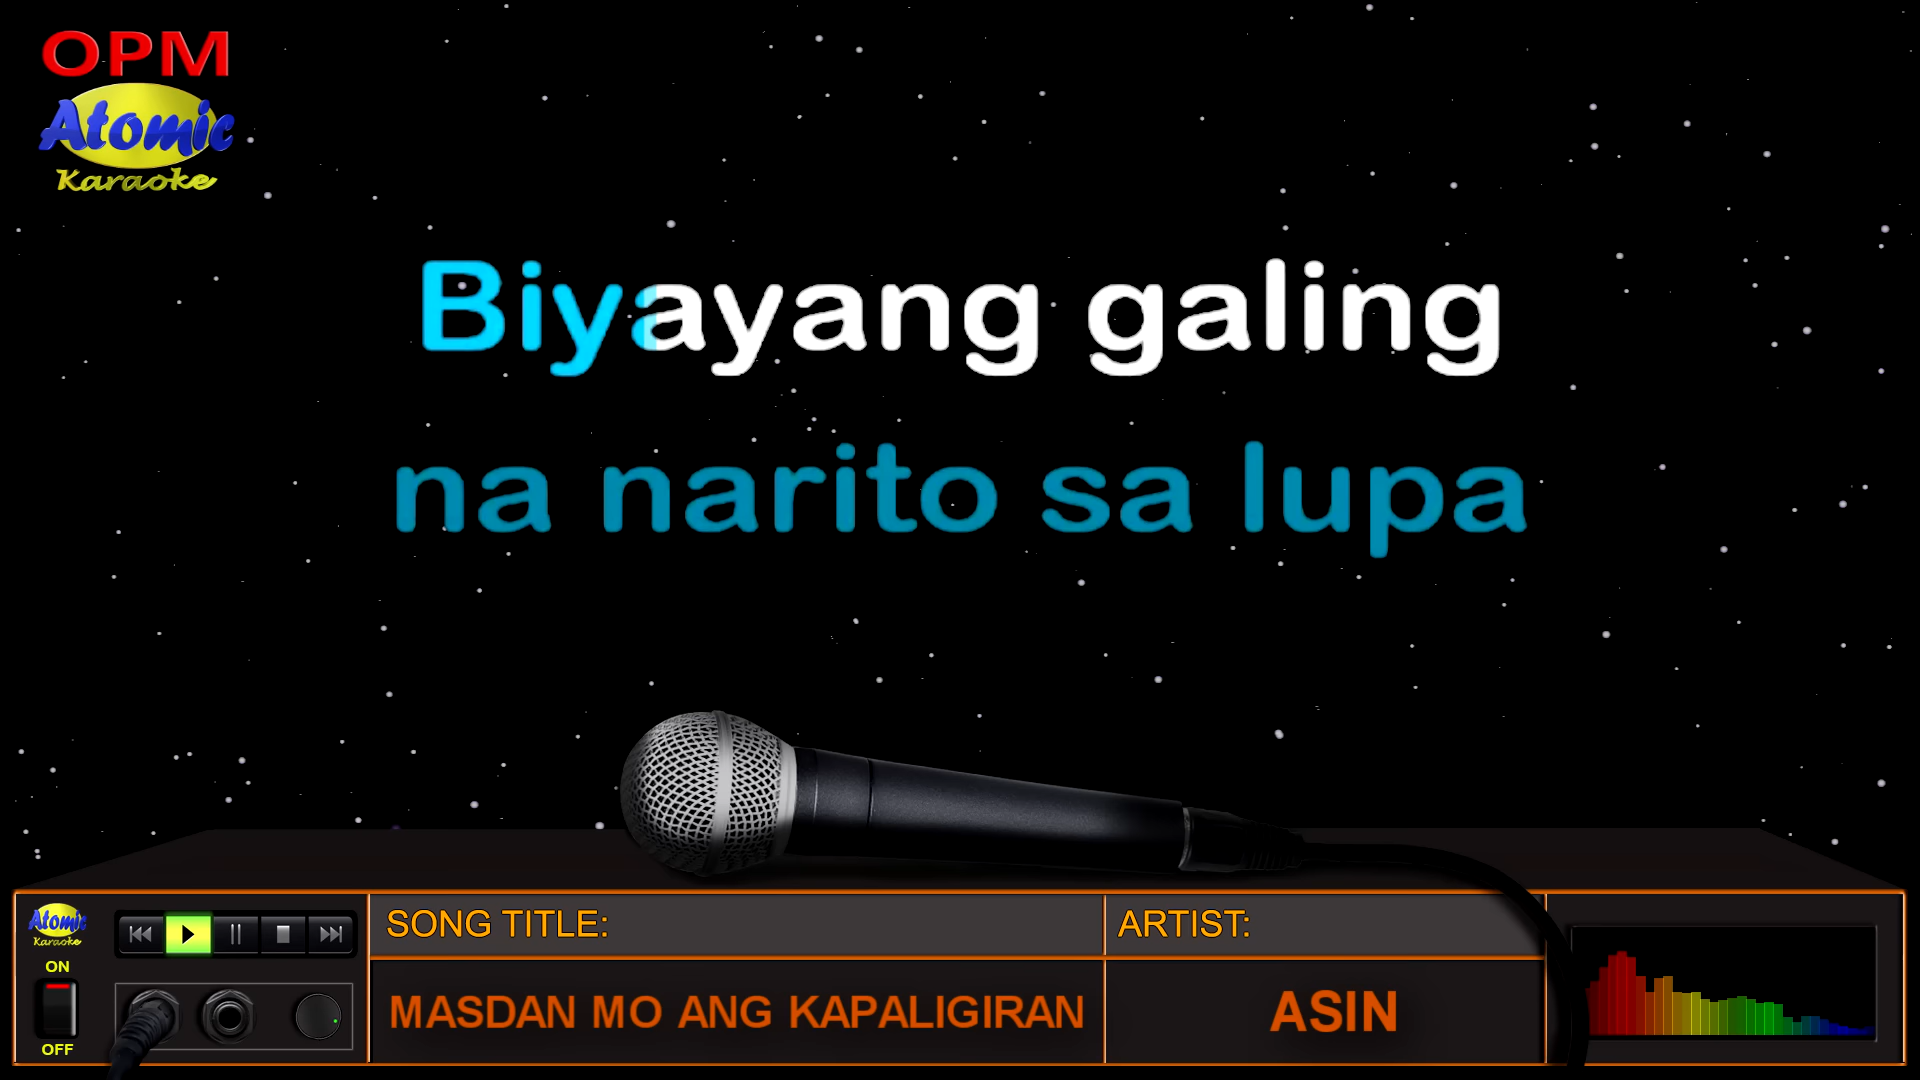 OPM
Atomic
Karaoke
Biyayang galing
na narito sa lupa
Atomic
Karaoke
ON
OFF
SONG TITLE:
ARTIST:
MASDAN MO ANG KAPALIGIRAN
ASIN